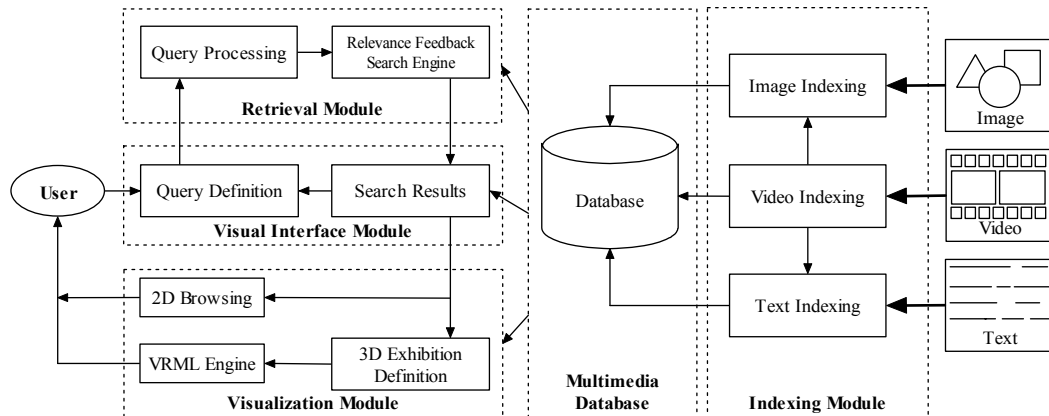 Query Processing
Relevance Feedback
Search Engine
Retrieval Module
User
Query Definition
Search Results
Visual Interface Module
2D Browsing
VRML Engine
3D Exhibition
Definition
Visualization Module
Database
Multimedia
Database
Image Indexing
Video Indexing
Text Indexing
Indexing Module
Image
Video
Text